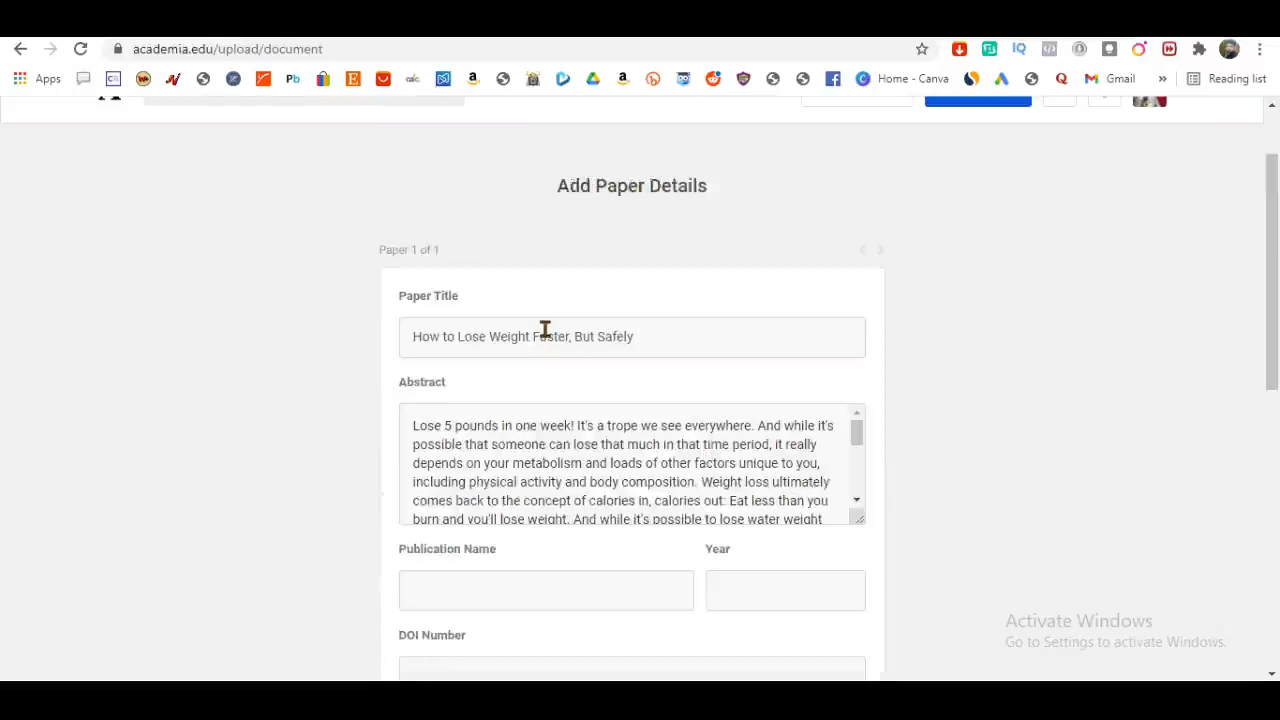 academia.edu/upload/document
Apps
Pb
Home - Canva
Gmail
Reading list
Add Paper Details
Paper 1 of 1
Paper Title
How to Lose Weight Faster, But Safely
Abstract
Lose 5 pounds in one week! It's a trope we see everywhere. And while it's
possible that someone can lose that much in that time period, it really
depends on your metabolism and loads of other factors unique to you,
including physical activity and body composition. Weight loss ultimately
comes back to the concept of calories in, calories out: Eat less than you
burn and you'll lose weight. And while it's possible to lose water weight
Publication Name
Year
DOI Number
Activate Windows
Go to Settings to activate Windows.